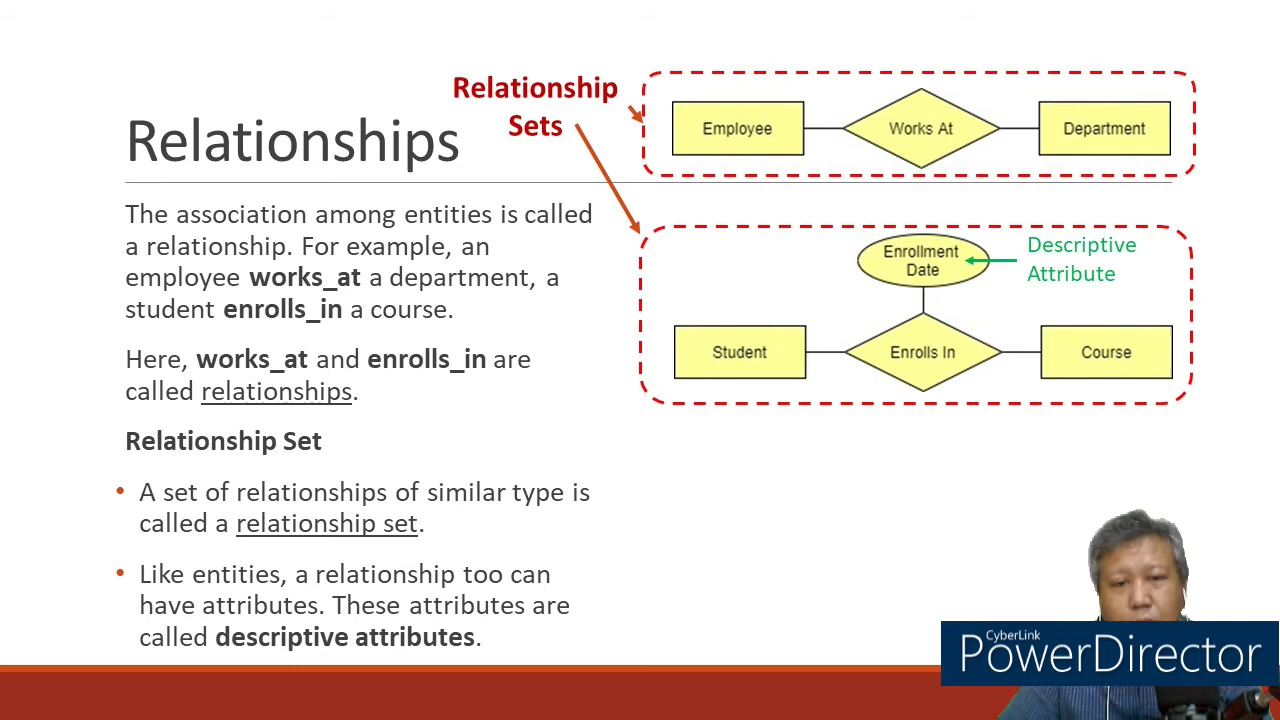 Relationships
The association among entities is called
a relationship. For example, an
employee works_at a department, a
student enrolls_in a course.
Here, works_at and enrolls_in are
called relationships.
Relationship Set
• A set of relationships of similar type is
called a relationship set.
• Like entities, a relationship too can
have attributes. These attributes are
called descriptive attributes.
Relationship
Sets
Employee
Works At
Department
Enrollment
Date
Descriptive
Attribute
Student
Enrolls In
Course
CyberLink
PowerDirector